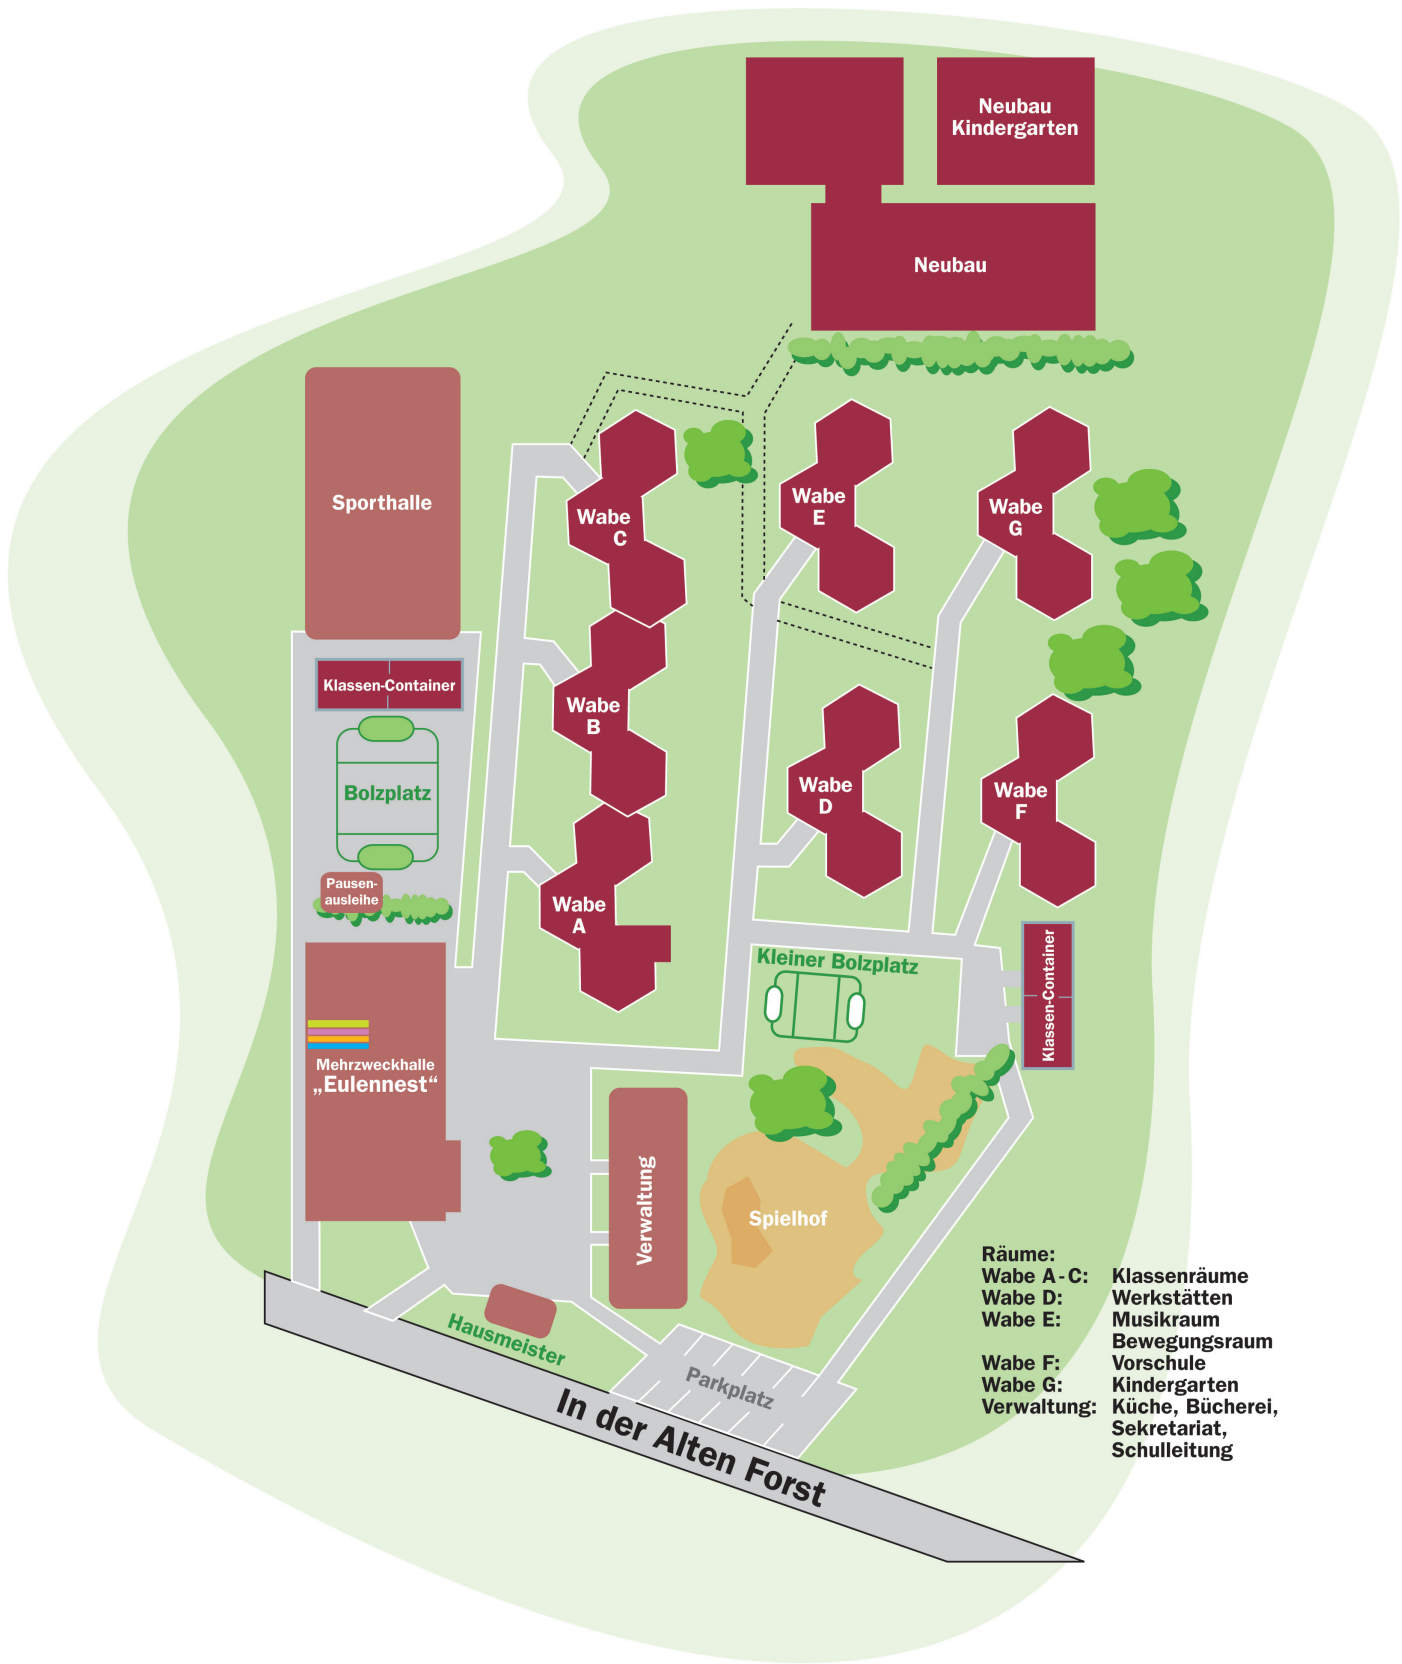 Neubau
Kindergarten
Neubau
Sporthalle
Wabe
C
Wabe
E
Wabe
G
Klassen-Container
Wabe
B
Bolzplatz
Wabe
D
Wabe
F
Pausen-
ausleihe
Wabe
A
Kleiner Bolzplatz
Klassen-Container
Mehrzweckhalle
„Eulennest“
Verwaltung
Spielhof
Hausmeister
Parkplatz
In der Alten Forst
Räume:
Wabe A-C: Klassenräume
Wabe D: Werkstätten
Wabe E: Musikraum
Bewegungsraum
Wabe F: Vorschule
Wabe G: Kindergarten
Verwaltung: Küche, Bücherei,
Sekretariat,
Schulleitung